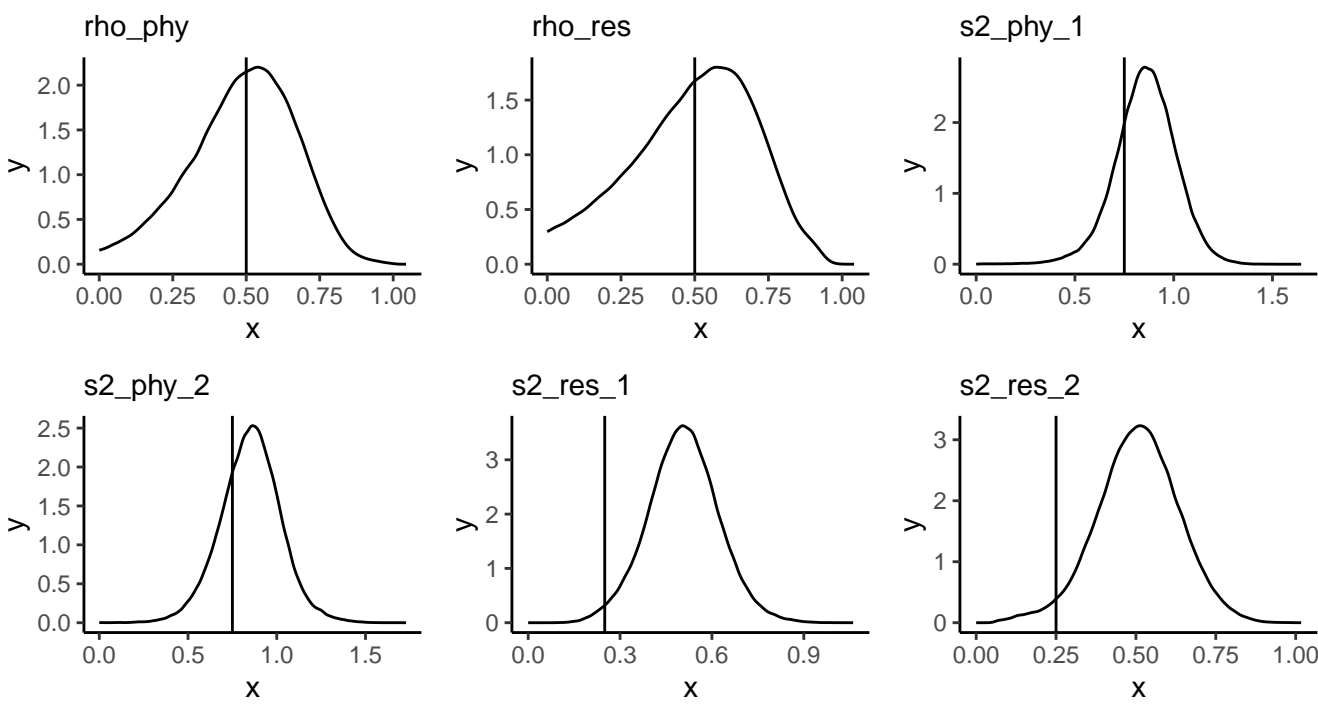 rho_phy rho_res s2_phy_1
2.0 1.5 1.0 0.5 0.0
y
0.00 0.25 0.50 0.75 1.00
x
1.5 1.0 0.5 0.0
y
0.00 0.25 0.50 0.75 1.00
x
2 1 0
y
0.0 0.5 1.0 1.5
x
s2_phy_2 s2_res_1 s2_res_2
2.5 2.0 1.5 1.0 0.5 0.0
y
0.0 0.5 1.0 1.5
x
3 2 1 0
y
0.0 0.3 0.6 0.9
x
3 2 1 0
y
0.00 0.25 0.50 0.75 1.00
x